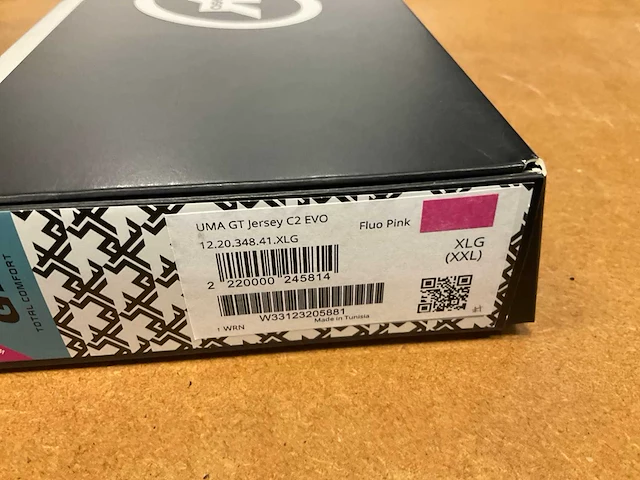 UMA GT Jersey C2 EVO
Fluo Pink
12.20.348.41.XLG
XLG
(XXL)
2 220000 245814
W33123205881
Made in Tunisia
1 WRN
TOTAL COMFORT